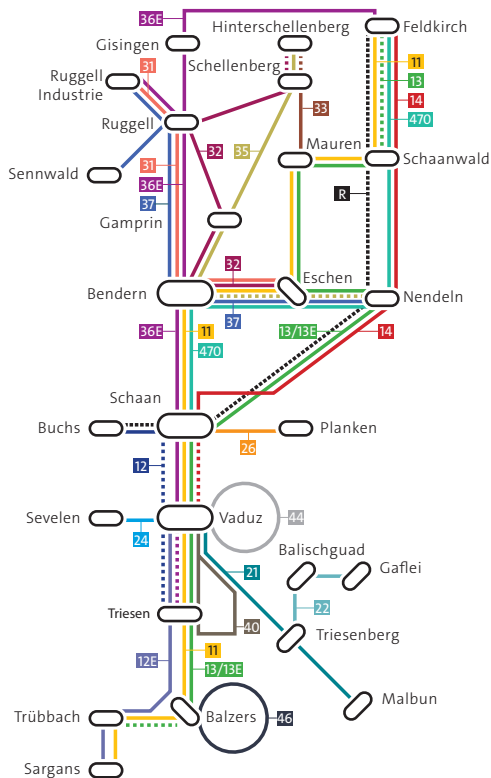 36E
Hinterschellenberg
Feldkirch
Gisingen
11
Schellenberg
31
13
Ruggell
Industrie
14
33
470
Ruggell
Mauren
32
35
Schaanwald
31
Sennwald
36E
R
37
Gamprin
32
Eschen
Bendern
Nendeln
37
36E
11
13/13E
14
470
Schaan
Buchs
Planken
26
12
Sevelen
Vaduz
44
24
Balischguad
21
Gaflei
22
Triesen
40
Triesenberg
11
12E
13/13E
Malbun
Trübbach
Balzers
46
Sargans